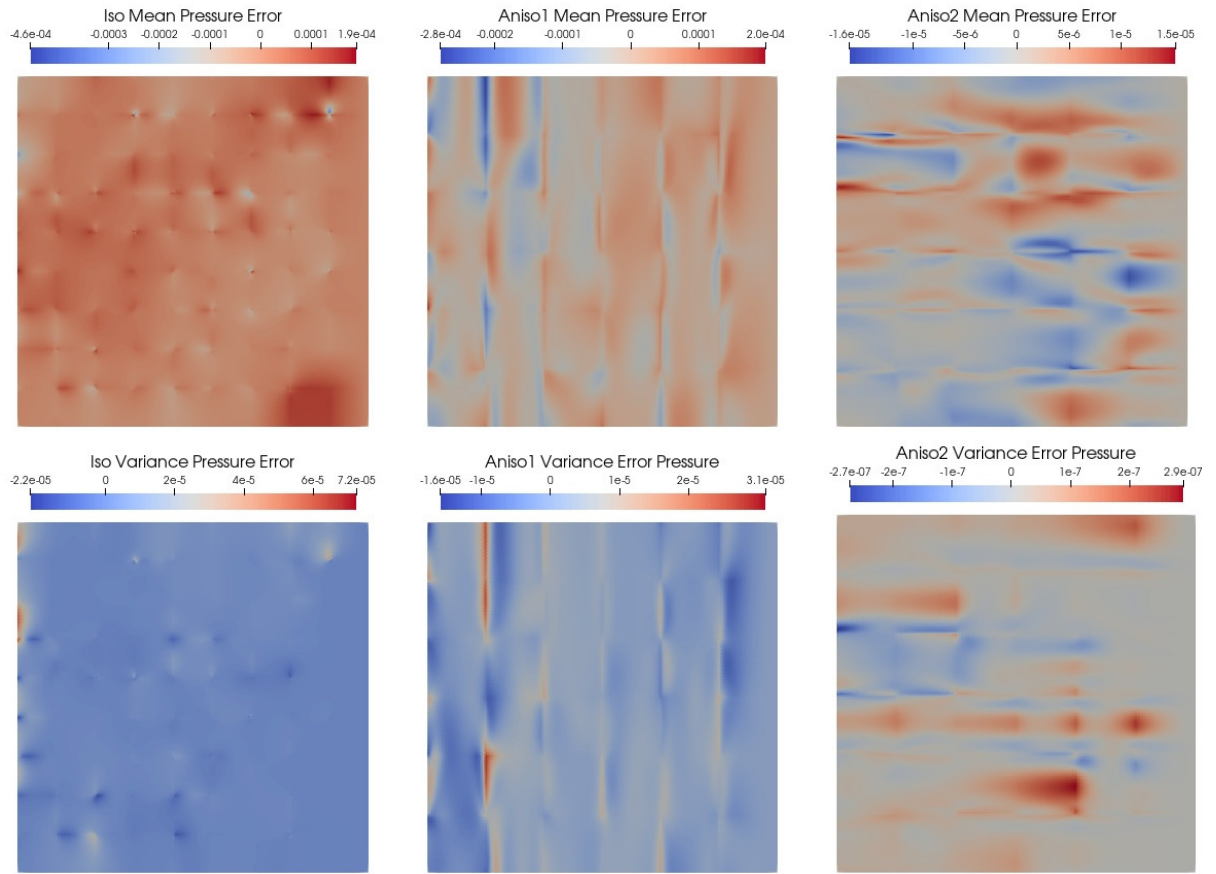 Iso Mean Pressure Error
-4.6e-04 -0.0003 -0.0002 -0.0001 0 0.0001 1.9e-04
Aniso1 Mean Pressure Error
-2.8e-04 -0.0002 -0.0001 0 0.0001 2.0e-04
Aniso2 Mean Pressure Error
-1.6e-05 -1e-5 -5e-6 0 5e-6 1e-5 1.5e-05
Iso Variance Pressure Error
-2.2e-05 0 2e-5 4e-5 6e-5 7.2e-05
Aniso1 Variance Error Pressure
-1.6e-05 -1e-5 0 1e-5 2e-5 3.1e-05
Aniso2 Variance Error Pressure
-2.7e-07 -2e-7 -1e-7 0 1e-7 2e-7 2.9e-07